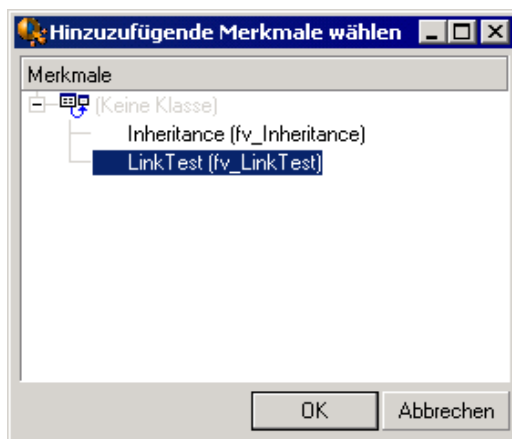 Hinzuzufügende Merkmale wählen
Merkmale
(Keine Klasse)
Inheritance (fv_Inheritance)
LinkTest (fv_LinkTest)
OK Abbrechen